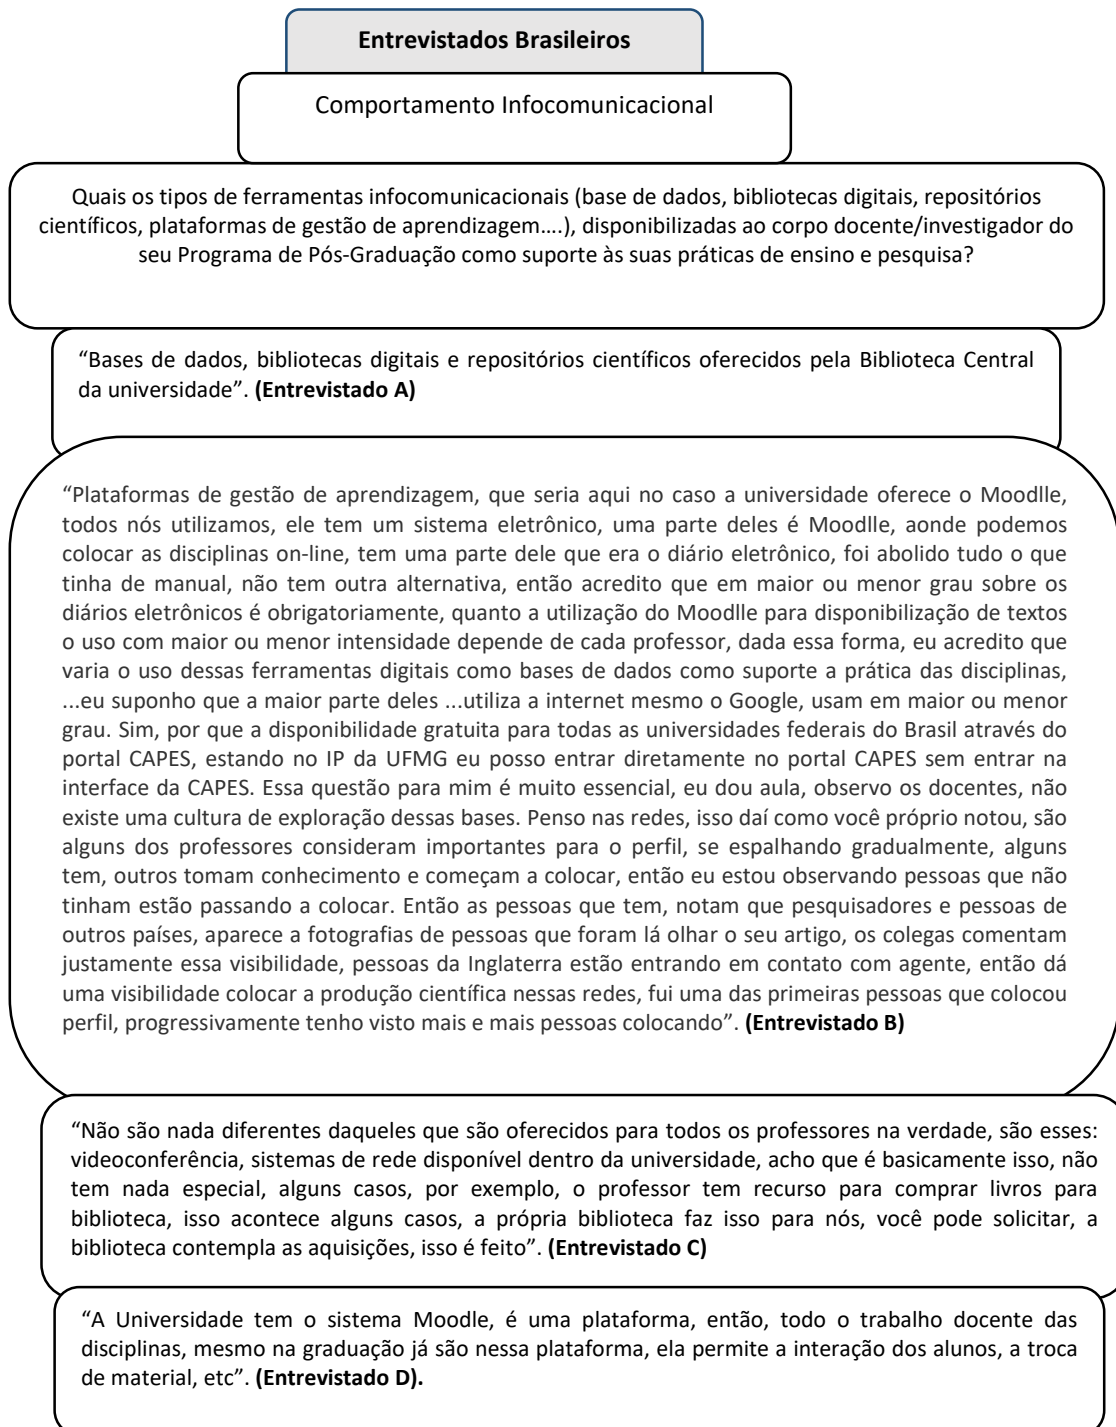 Entrevistados Brasileiros
Comportamento Infocomunicacional
Quais os tipos de ferramentas infocomunicacionais (base de dados, bibliotecas digitais, repositórios
científicos, plataformas de gestão de aprendizagem….), disponibilizadas ao corpo docente/investigador do
seu Programa de Pós-Graduação como suporte às suas práticas de ensino e pesquisa?
“Bases de dados, bibliotecas digitais e repositórios científicos oferecidos pela Biblioteca Central
da universidade”. (Entrevistado A)
“Plataformas de gestão de aprendizagem, que seria aqui no caso a universidade oferece o Moodlle,
todos nós utilizamos, ele tem um sistema eletrônico, uma parte deles é Moodlle, aonde podemos
colocar as disciplinas on-line, tem uma parte dele que era o diário eletrônico, foi abolido tudo o que
tinha de manual, não tem outra alternativa, então acredito que em maior ou menor grau sobre os
diários eletrônicos é obrigatoriamente, quanto a utilização do Moodlle para disponibilização de textos
o uso com maior ou menor intensidade depende de cada professor, dada essa forma, eu acredito que
varia o uso dessas ferramentas digitais como bases de dados como suporte a prática das disciplinas,
...eu suponho que a maior parte deles ...utiliza a internet mesmo o Google, usam em maior ou menor
grau. Sim, por que a disponibilidade gratuita para todas as universidades federais do Brasil através do
portal CAPES, estando no IP da UFMG eu posso entrar diretamente no portal CAPES sem entrar na
interface da CAPES. Essa questão para mim é muito essencial, eu dou aula, observo os docentes, não
existe uma cultura de exploração dessas bases. Penso nas redes, isso daí como você próprio notou, são
alguns dos professores consideram importantes para o perfil, se espalhando gradualmente, alguns
tem, outros tomam conhecimento e começam a colocar, então eu estou observando pessoas que não
tinham estão passando a colocar. Então as pessoas que tem, notam que pesquisadores e pessoas de
outros países, aparece a fotografias de pessoas que foram lá olhar o seu artigo, os colegas comentam
justamente essa visibilidade, pessoas da Inglaterra estão entrando em contato com agente, então dá
uma visibilidade colocar a produção científica nessas redes, fui uma das primeiras pessoas que colocou
perfil, progressivamente tenho visto mais e mais pessoas colocando”. (Entrevistado B)
“Não são nada diferentes daqueles que são oferecidos para todos os professores na verdade, são esses:
videoconferência, sistemas de rede disponível dentro da universidade, acho que é basicamente isso, não
tem nada especial, alguns casos, por exemplo, o professor tem recurso para comprar livros para
biblioteca, isso acontece alguns casos, a própria biblioteca faz isso para nós, você pode solicitar, a
biblioteca contempla as aquisições, isso é feito”. (Entrevistado C)
“A Universidade tem o sistema Moodle, é uma plataforma, então, todo o trabalho docente das
disciplinas, mesmo na graduação já são nessa plataforma, ela permite a interação dos alunos, a troca
de material, etc”. (Entrevistado D).